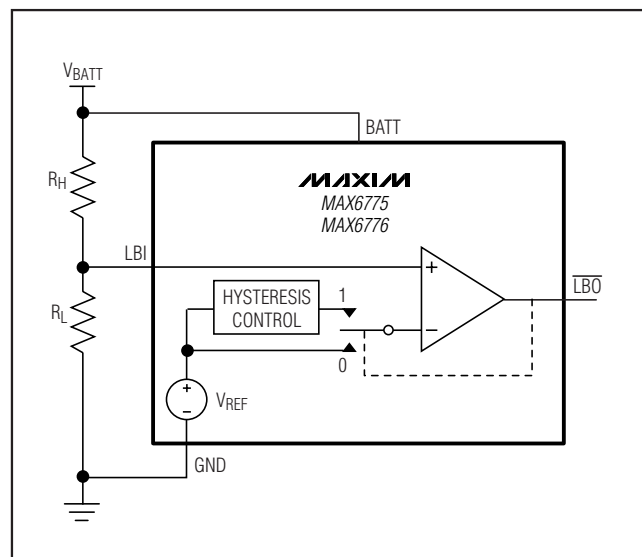 VBATT
BATT
RH
MAXIM
MAX6775
MAX6776
LBI
+
HYSTERESIS
CONTROL
1
LBO
RL
−
0
+
−
VREF
GND